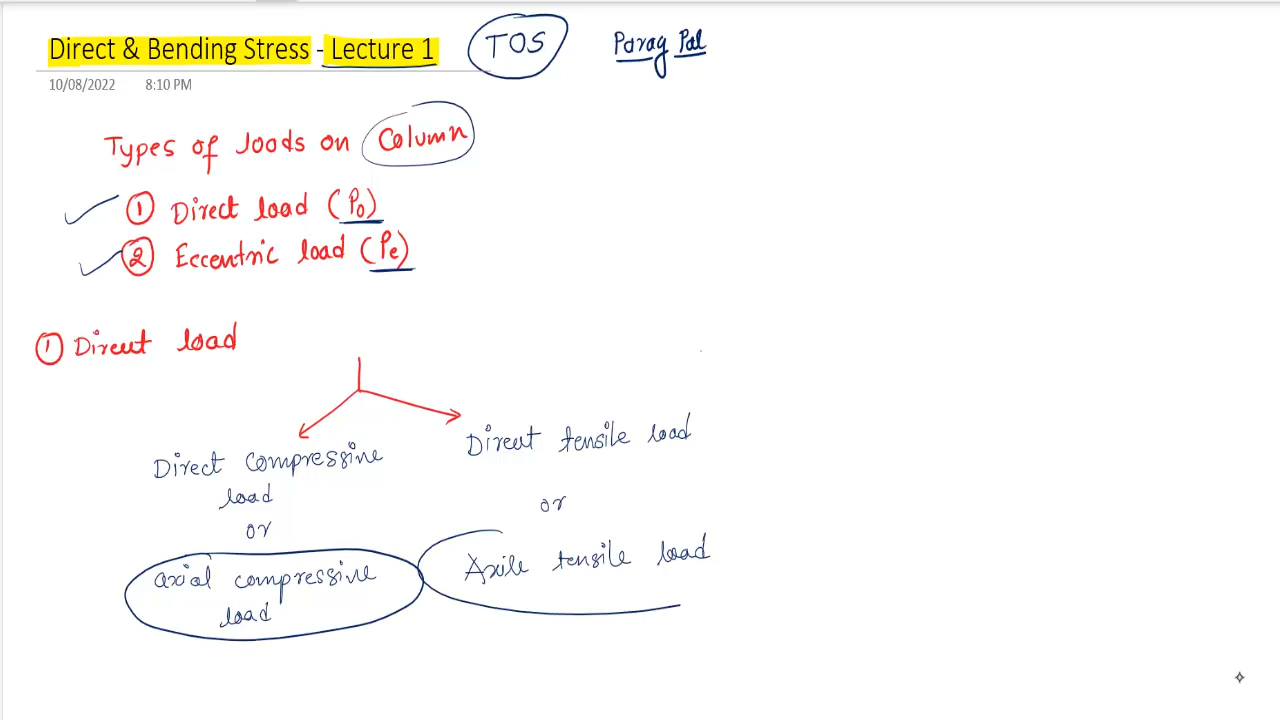 Direct & Bending Stress - Lecture 1 TOS Parag Pal
10/08/2022 8:10 PM
Types of loads on Column
① Direct load (P₀)
② Eccentric load (Pe)
① Direct load
Direct compressive
load
or
axial compressive
load
Direct tensile load
or
Axile tensile load